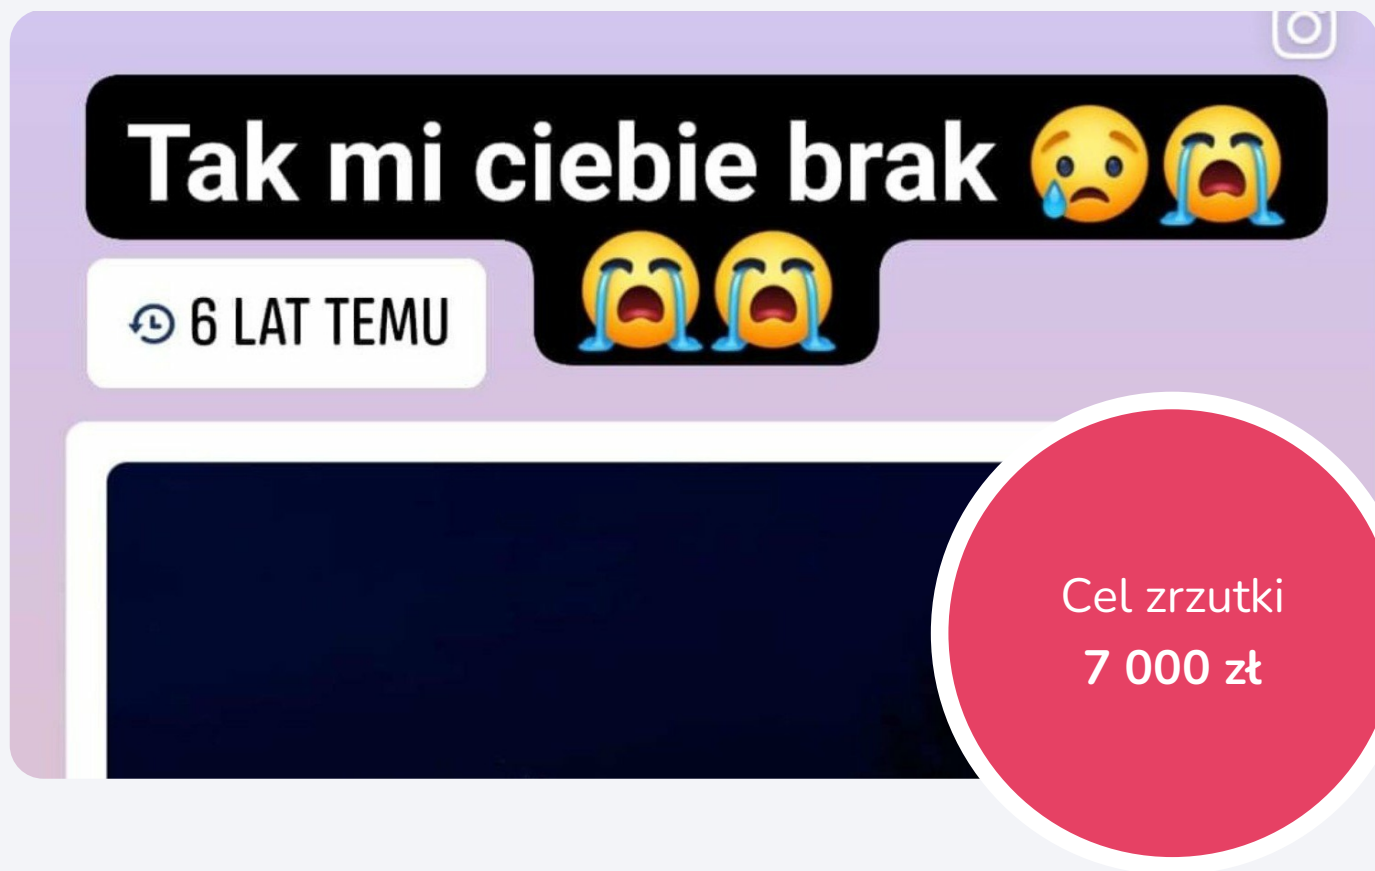 Tak mi ciebie brak 😢😭
😭😭
6 LAT TEMU
Cel zrzutki
7 000 zł